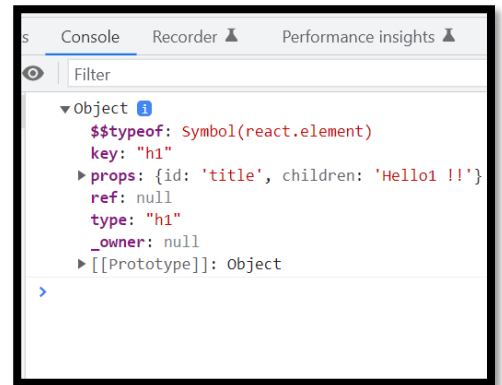 s Console Recorder Performance insights
Filter
▼Object i
$$typeof: Symbol(react.element)
key: "h1"
▶props: {id: 'title', children: 'Hello1 !!'}
ref: null
type: "h1"
_owner: null
▶[[Prototype]]: Object
>